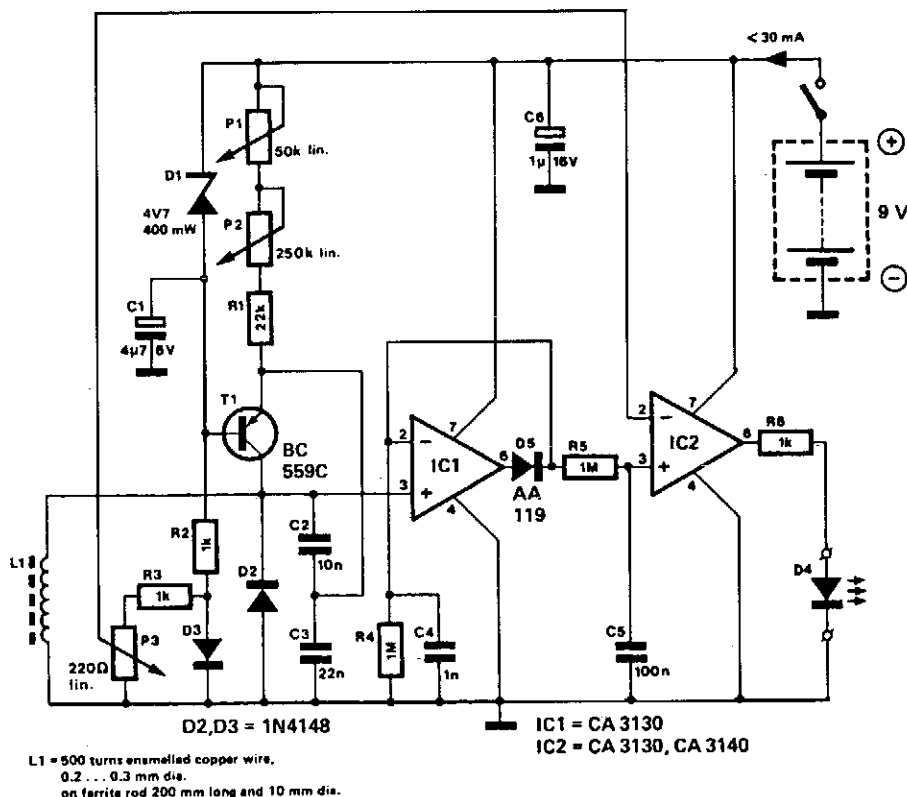 <30 mA
P1
50k lin.
C6
1µ 16V
+
9 V
−
D1
4V7
400 mW
P2
250k lin.
R1
22k
C1
4µ7 6V
T1
BC
559C
2
−
7
IC1
3
+
6
4
D5
AA
119
R5
1M
2
−
7
IC2
3
+
6
4
R6
1k
L1
R2
1k
R3
1k
P3
220Ω
lin.
D3
D2
C2
10n
C3
22n
R4
1M
C4
1n
C5
100n
D4
D2,D3 = 1N4148
IC1 = CA 3130
IC2 = CA 3130, CA 3140
L1 = 500 turns enamelled copper wire,
0.2 . . . 0.3 mm dia.
on ferrite rod 200 mm long and 10 mm dia.